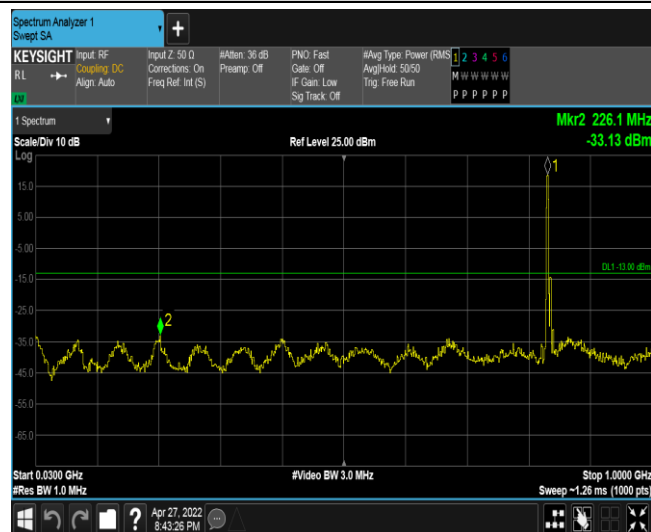 Spectrum Analyzer 1
Swept SA
+
KEYSIGHT Input: RF Input Z: 50 Ω #Atten: 36 dB PNO: Fast #Avg Type: Power (RMS 1 2 3 4 5 6
RL Coupling: DC Corrections: On Preamp: Off Gate: Off Avg|Hold: 50/50 M W W W W W
Align: Auto Freq Ref: Int (S) IF Gain: Low Trig: Free Run
Sig Track: Off P P P P P P
1 Spectrum Mkr2 226.1 MHz
Scale/Div 10 dB Ref Level 25.00 dBm -33.13 dBm
Log
1
15.0
5.00
-5.00
DL1 -13.00 dBm
-15.0
-25.0
2
-35.0
-45.0
-55.0
-65.0
Start 0.0300 GHz #Video BW 3.0 MHz Stop 1.0000 GHz
#Res BW 1.0 MHz Sweep ~1.26 ms (1000 pts)
? Apr 27, 2022
8:43:26 PM